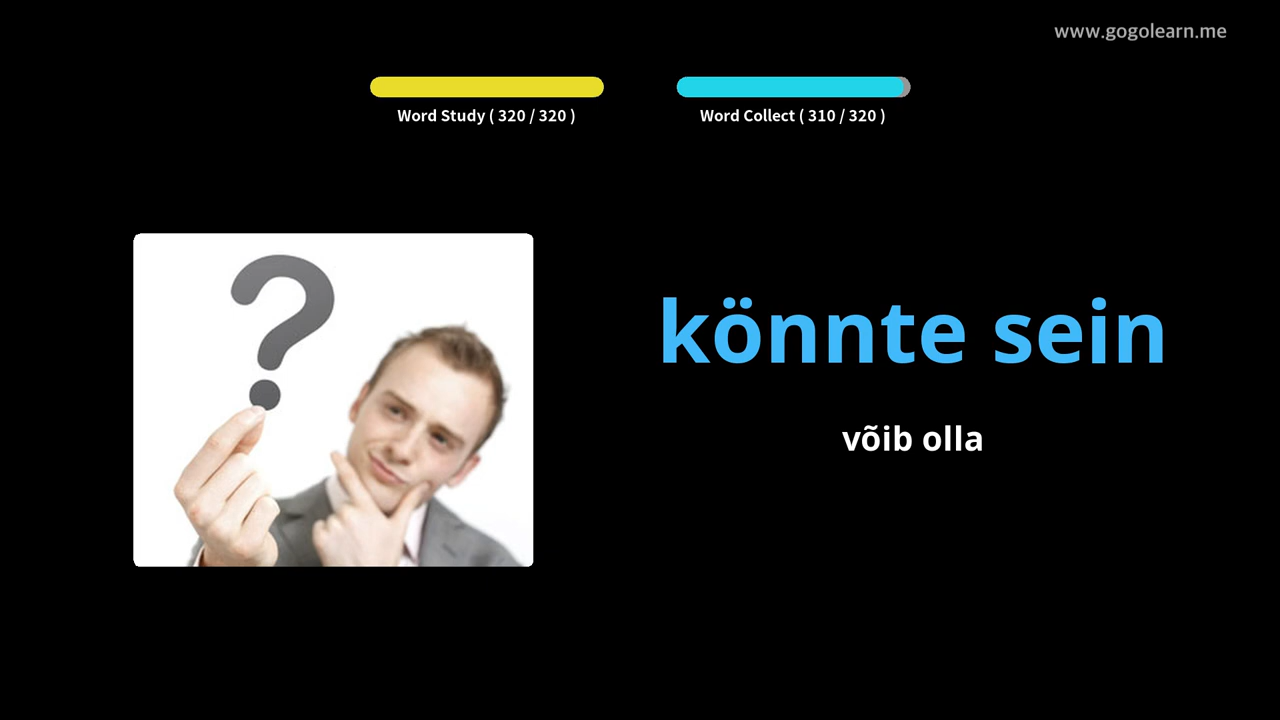 www.gogolearn.me
Word Study ( 320 / 320 )
Word Collect ( 310 / 320 )
?
könnte sein
võib olla